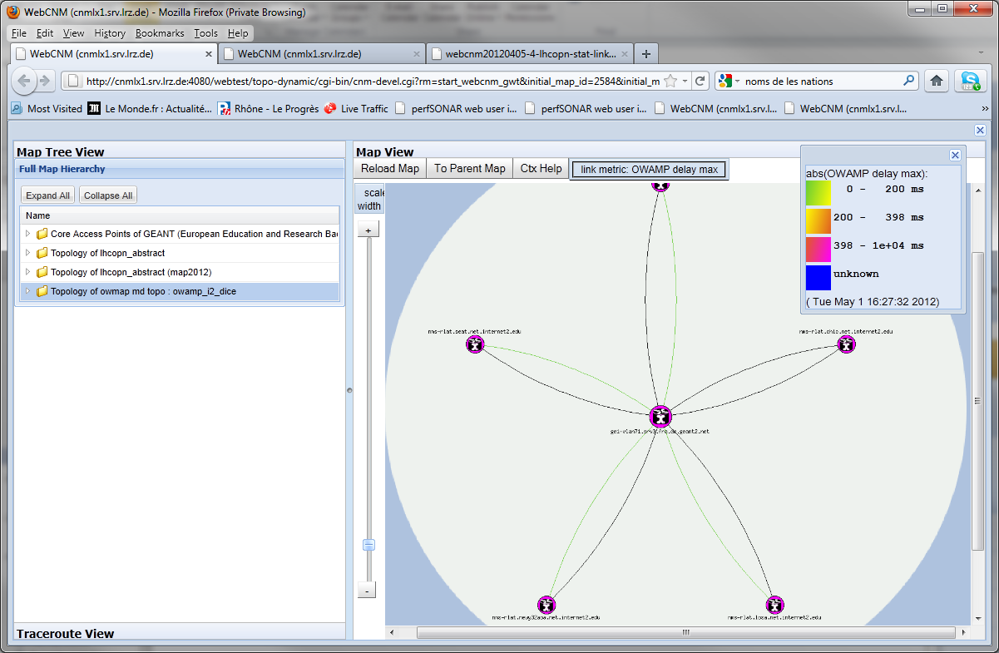 WebCNM (cnmlx1.srv.lrz.de) - Mozilla Firefox (Private Browsing)
File Edit View History Bookmarks Tools Help
WebCNM (cnmlx1.srv.lrz.de) × WebCNM (cnmlx1.srv.lrz.de) × webcnm20120405-4-lhcopn-stat-link... × +
http://cnmlx1.srv.lrz.de:4080/webtest/topo-dynamic/cgi-bin/cnm-devel.cgi?rm=start_webcnm_gwt&initial_map_id=2584&initial_m noms de les nations
Most Visited Le Monde.fr : Actualité... Rhône - Le Progrès Live Traffic perfSONAR web user i... perfSONAR web user i... WebCNM (cnmlx1.srv.l... WebCNM (cnmlx1.srv.l... »
Map Tree View
Full Map Hierarchy
Expand All Collapse All
Name
Core Access Points of GEANT (European Education and Research Ba
Topology of lhcopn_abstract
Topology of lhcopn_abstract (map2012)
Topology of owmap md topo : owamp_i2_dice
Traceroute View
Map View
Reload Map To Parent Map Ctx Help link metric: OWAMP delay max
scale
width
+
-
abs(OWAMP delay max):
0 - 200 ms
200 - 398 ms
398 - 1e+04 ms
unknown
( Tue May 1 16:27:32 2012)
nms-rlat.seat.net.internet2.edu
nms-rlat.chic.net.internet2.edu
nms-rlat.newy32aoa.net.internet2.edu
nms-rlat.losa.net.internet2.edu